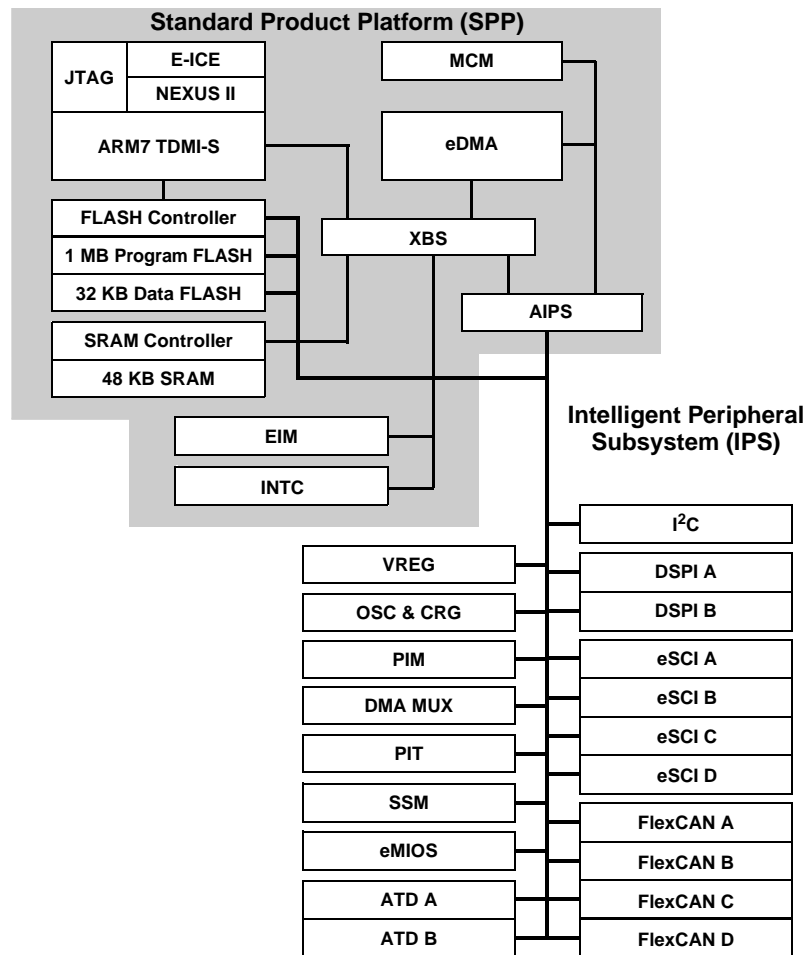 Standard Product Platform (SPP)
JTAG
E-ICE
NEXUS II
ARM7 TDMI-S
MCM
eDMA
FLASH Controller
1 MB Program FLASH
32 KB Data FLASH
XBS
AIPS
SRAM Controller
48 KB SRAM
EIM
INTC
Intelligent Peripheral
Subsystem (IPS)
VREG
OSC & CRG
PIM
DMA MUX
PIT
SSM
eMIOS
ATD A
ATD B
I²C
DSPI A
DSPI B
eSCI A
eSCI B
eSCI C
eSCI D
FlexCAN A
FlexCAN B
FlexCAN C
FlexCAN D